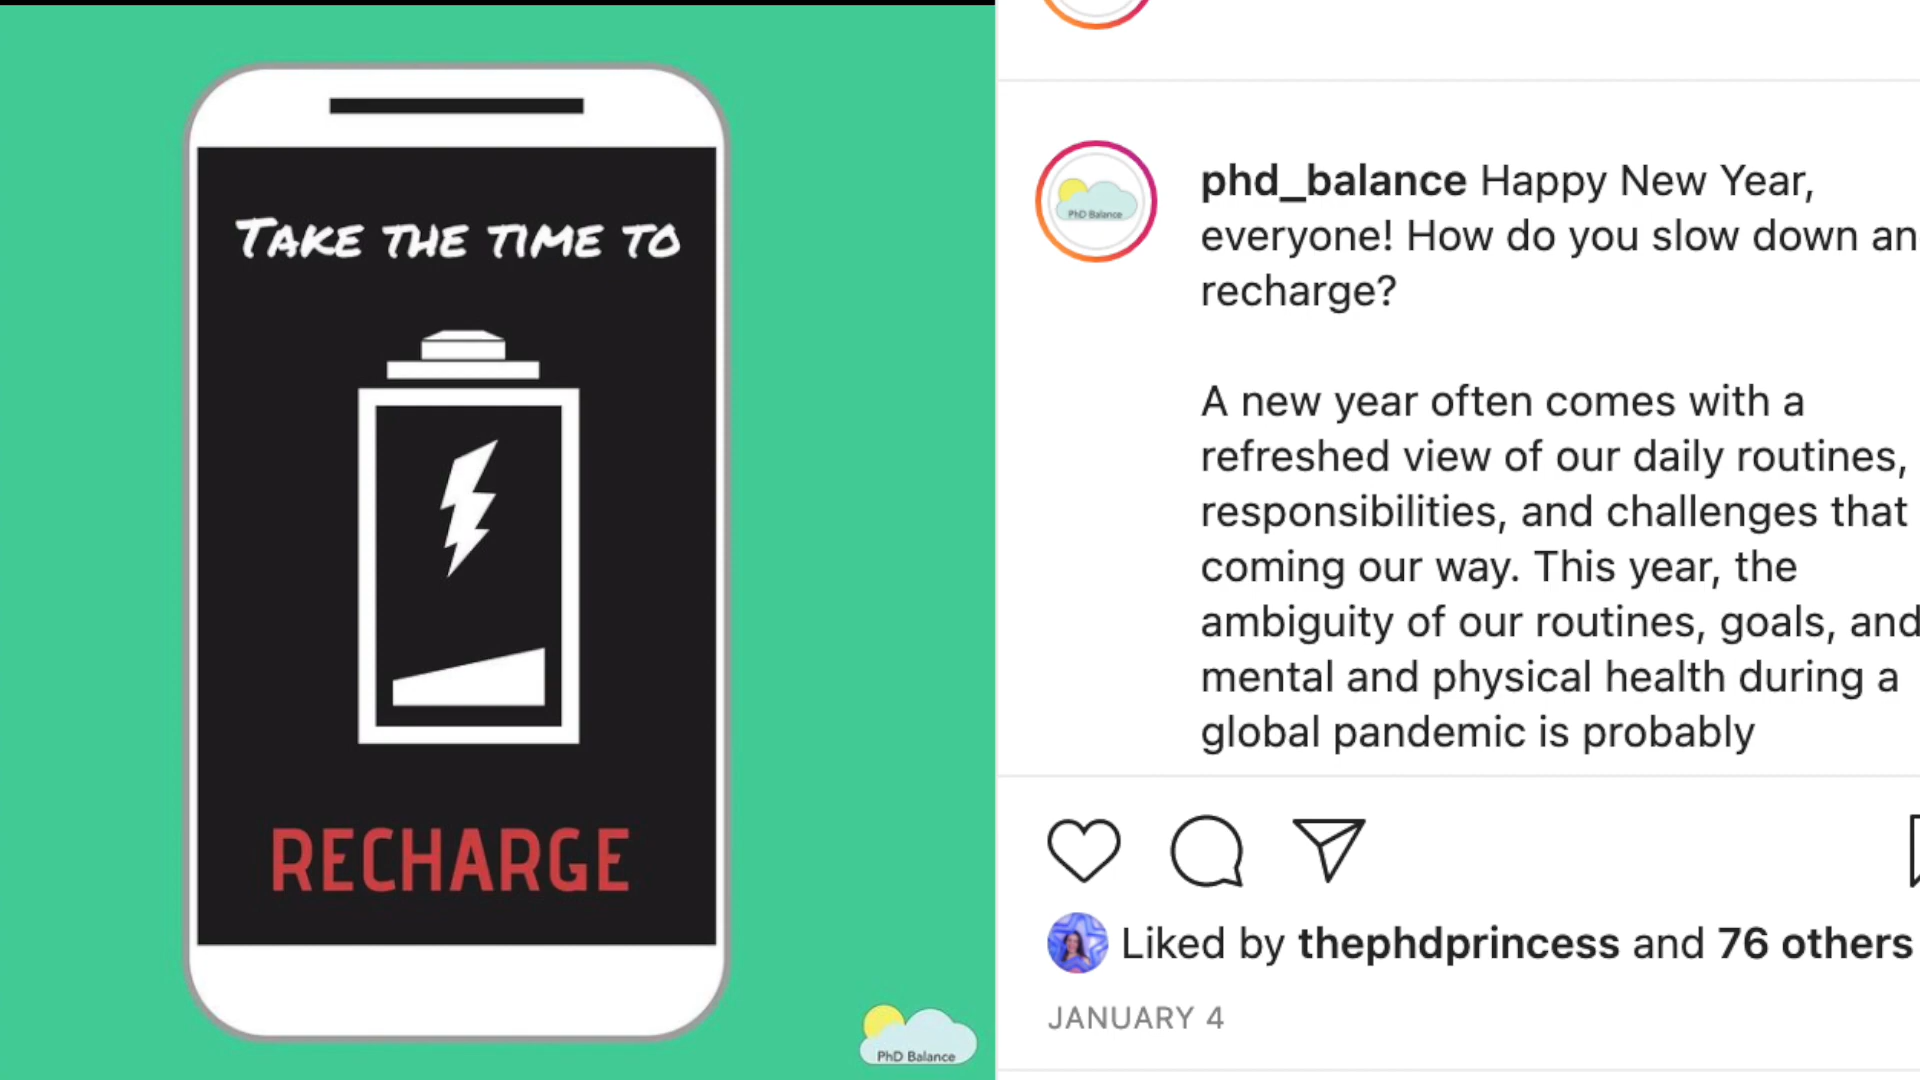 TAKE THE TIME TO
RECHARGE
PhD Balance
PhD Balance
phd_balance Happy New Year,
everyone! How do you slow down an
recharge?
A new year often comes with a
refreshed view of our daily routines,
responsibilities, and challenges that
coming our way. This year, the
ambiguity of our routines, goals, and
mental and physical health during a
global pandemic is probably
Liked by thephdprincess and 76 others
JANUARY 4